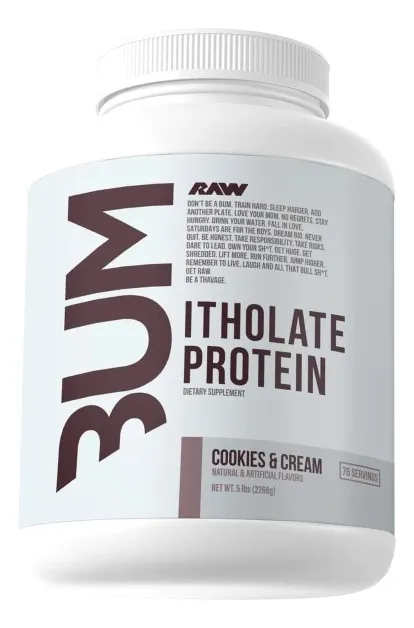 BUM
RAW
DON'T BE A BUM. TRAIN HARD. SLEEP HARDER. ADD
ANOTHER PLATE. LOVE YOUR MOM. NO REGRETS. STAY
HUNGRY. DRINK YOUR WATER. FALL IN LOVE.
SATURDAYS ARE FOR THE BOYS. DREAM BIG. NEVER
QUIT. BE HONEST. TAKE RESPONSIBILITY. TAKE RISKS.
DARE TO LEAD. OWN YOUR SH*T. GET HUGE. GET
SHREDDED. LIFT MORE. RUN FURTHER. JUMP HIGHER.
REMEMBER TO LIVE, LAUGH AND ALL THAT BULL SH*T.
GET RAW.
BE A THAVAGE.
ITHOLATE
PROTEIN
DIETARY SUPPLEMENT
COOKIES & CREAM
NATURAL & ARTIFICIAL FLAVORS
NET WT. 5 lbs (2268g)
76 SERVINGS